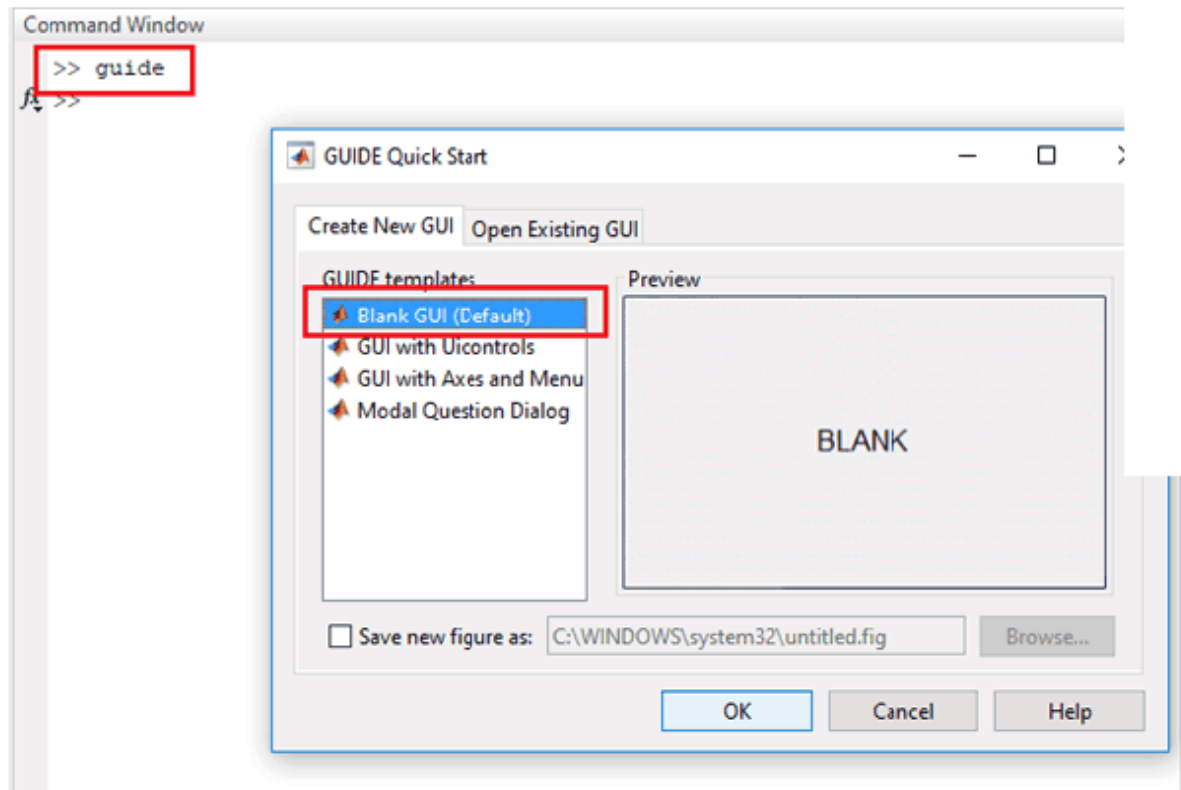 Command Window
>> guide
fx >>
GUIDE Quick Start
Create New GUI
Open Existing GUI
GUIDE templates
Preview
Blank GUI (Default)
GUI with Uicontrols
GUI with Axes and Menu
Modal Question Dialog
BLANK
Save new figure as:
C:\WINDOWS\system32\untitled.fig
Browse...
OK
Cancel
Help